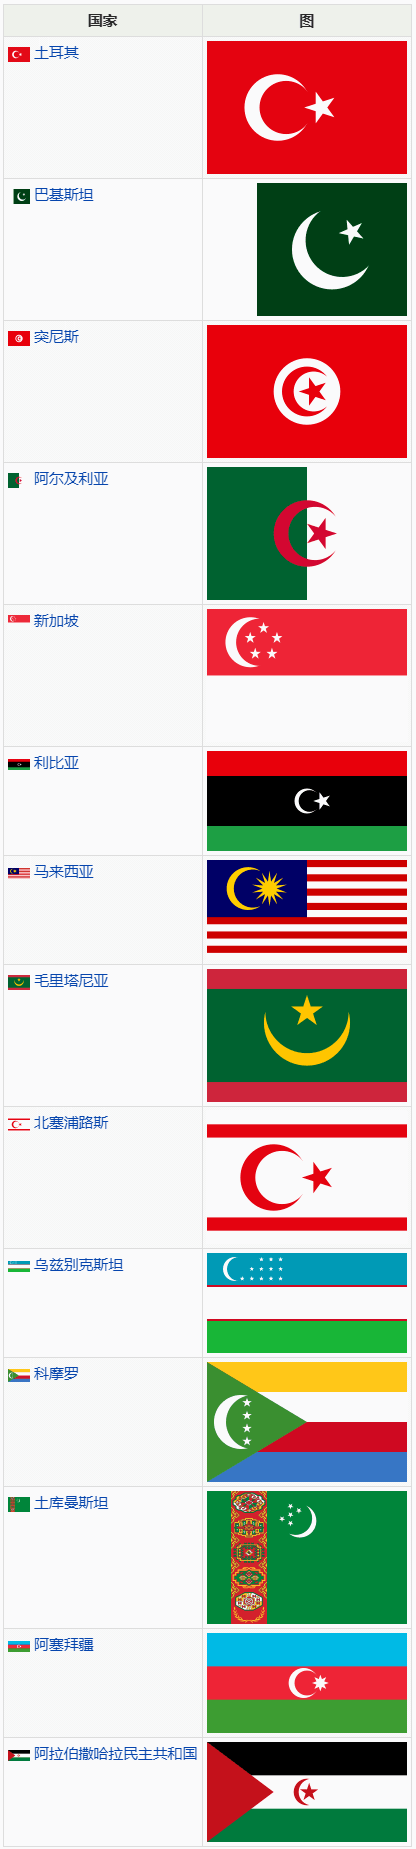 国家 图
土耳其
巴基斯坦
突尼斯
阿尔及利亚
新加坡
利比亚
马来西亚
毛里塔尼亚
北塞浦路斯
乌兹别克斯坦
科摩罗
土库曼斯坦
阿塞拜疆
阿拉伯撒哈拉民主共和国